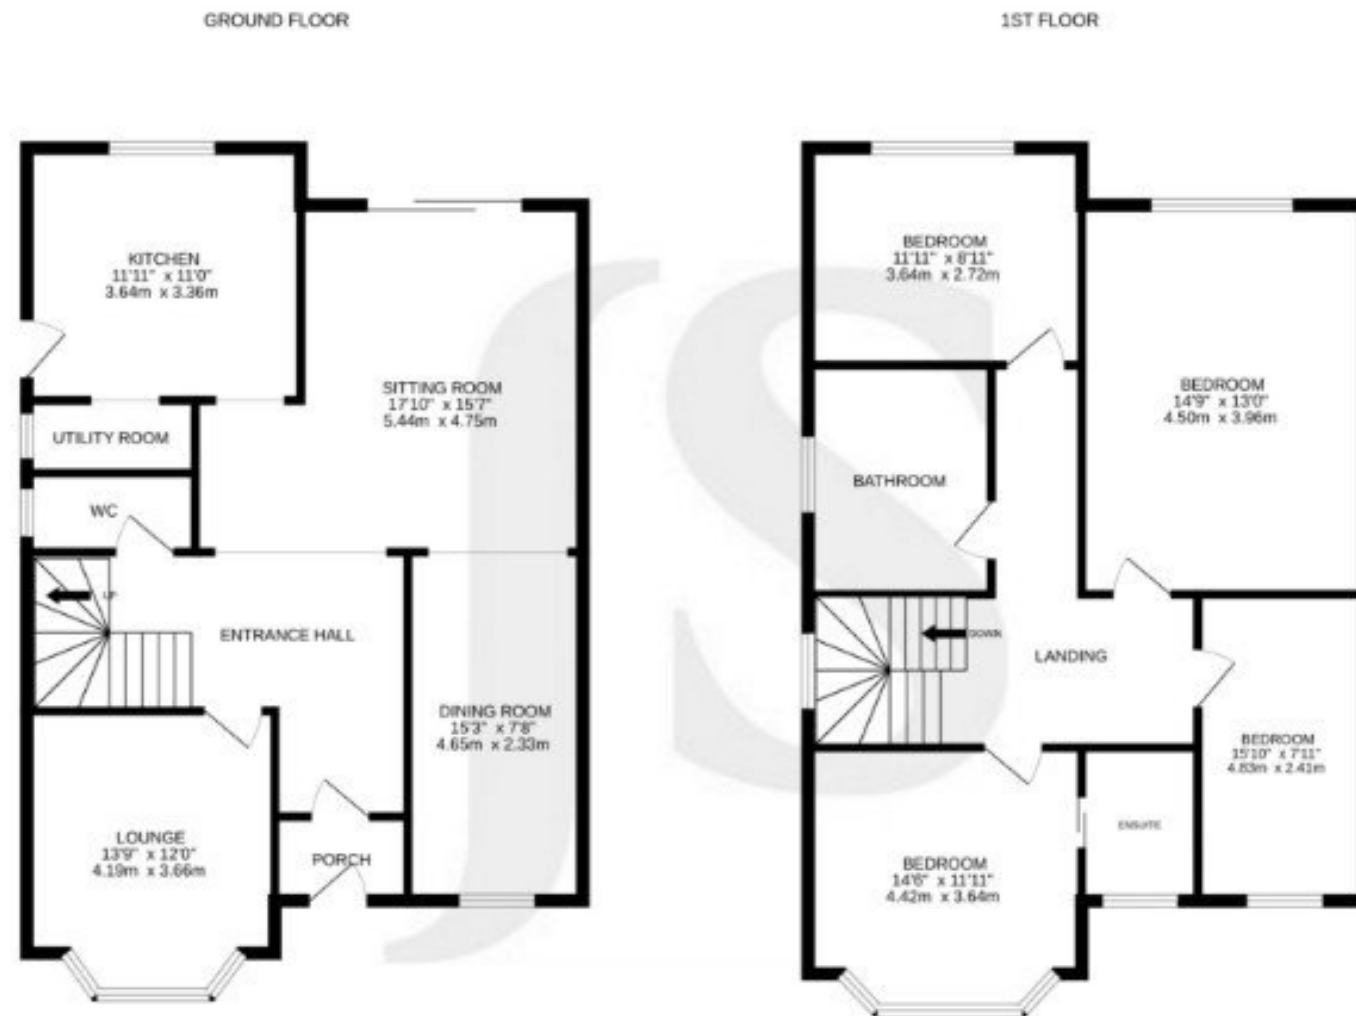 GROUND FLOOR
1ST FLOOR
KITCHEN
11'11" x 11'0"
3.64m x 3.36m
UTILITY ROOM
WC
SITTING ROOM
17'10" x 15'7"
5.44m x 4.75m
UP
ENTRANCE HALL
DINING ROOM
15'3" x 7'8"
4.65m x 2.33m
LOUNGE
13'9" x 12'0"
4.19m x 3.66m
PORCH
BEDROOM
11'11" x 8'11"
3.64m x 2.72m
BEDROOM
14'9" x 13'0"
4.50m x 3.96m
BATHROOM
DOWN
LANDING
BEDROOM
15'10" x 7'11"
4.83m x 2.41m
ENSUITE
BEDROOM
14'6" x 11'11"
4.42m x 3.64m
JS